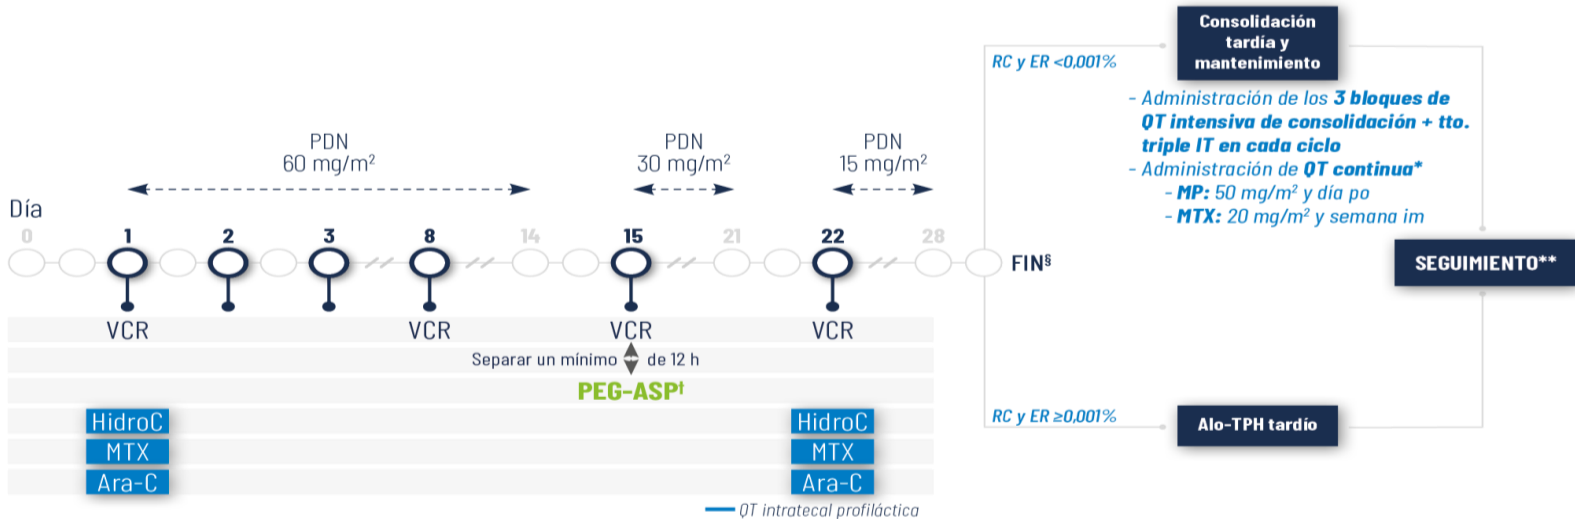 Consolidación
tardía y
mantenimiento
RC y ER <0,001%
- Administración de los 3 bloques de
QT intensiva de consolidación + tto.
triple IT en cada ciclo
- Administración de QT continua*
- MP: 50 mg/m² y día po
- MTX: 20 mg/m² y semana im
PDN
60 mg/m²
PDN
30 mg/m²
PDN
15 mg/m²
Día
0 1 2 3 8 14 15 21 22 28
FIN§
SEGUIMIENTO**
VCR VCR VCR VCR
Separar un mínimo de 12 h
PEG-ASP†
RC y ER ≥0,001%
Alo-TPH tardío
HidroC HidroC
MTX MTX
Ara-C Ara-C
QT intratecal profiláctica